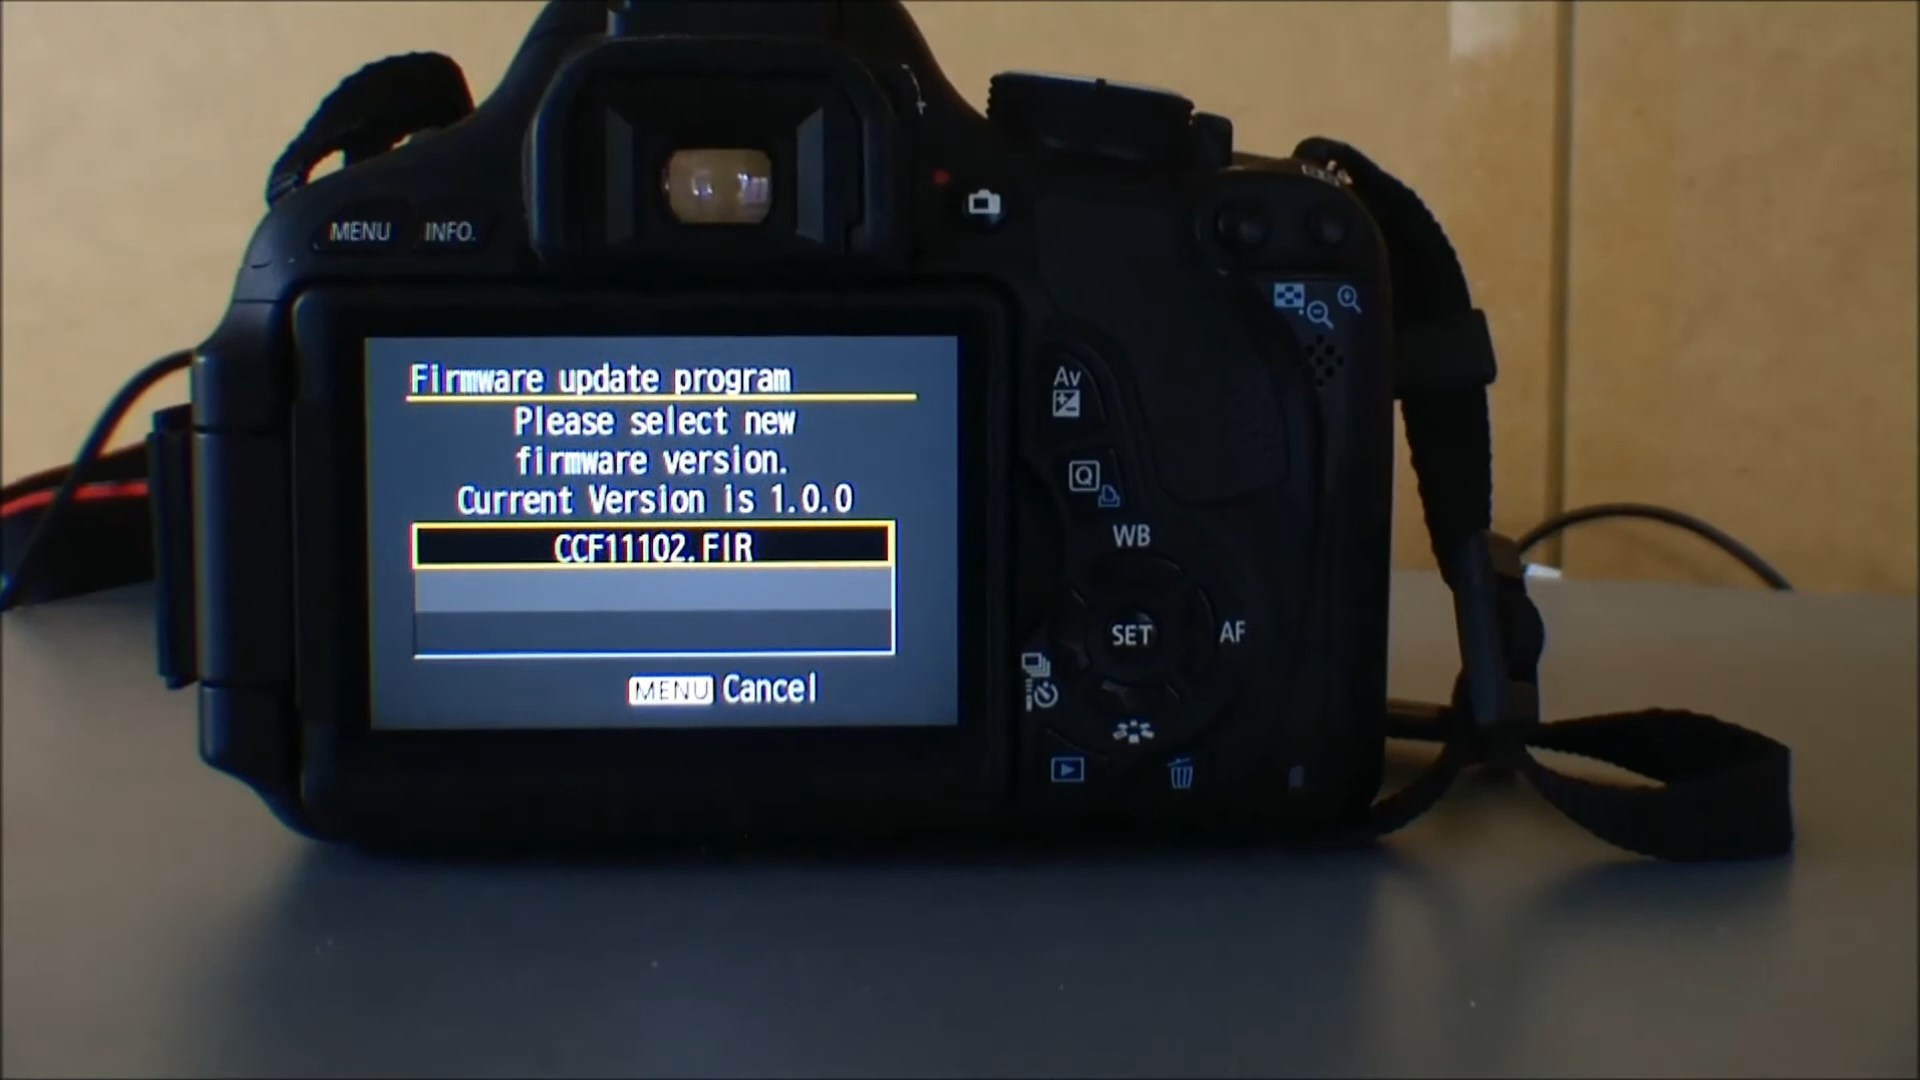 MENU INFO.
Firmware update program
Please select new
firmware version.
Current Version is 1.0.0
CCF11102.FIR
MENU Cancel
Av
Q
WB
SET
AF